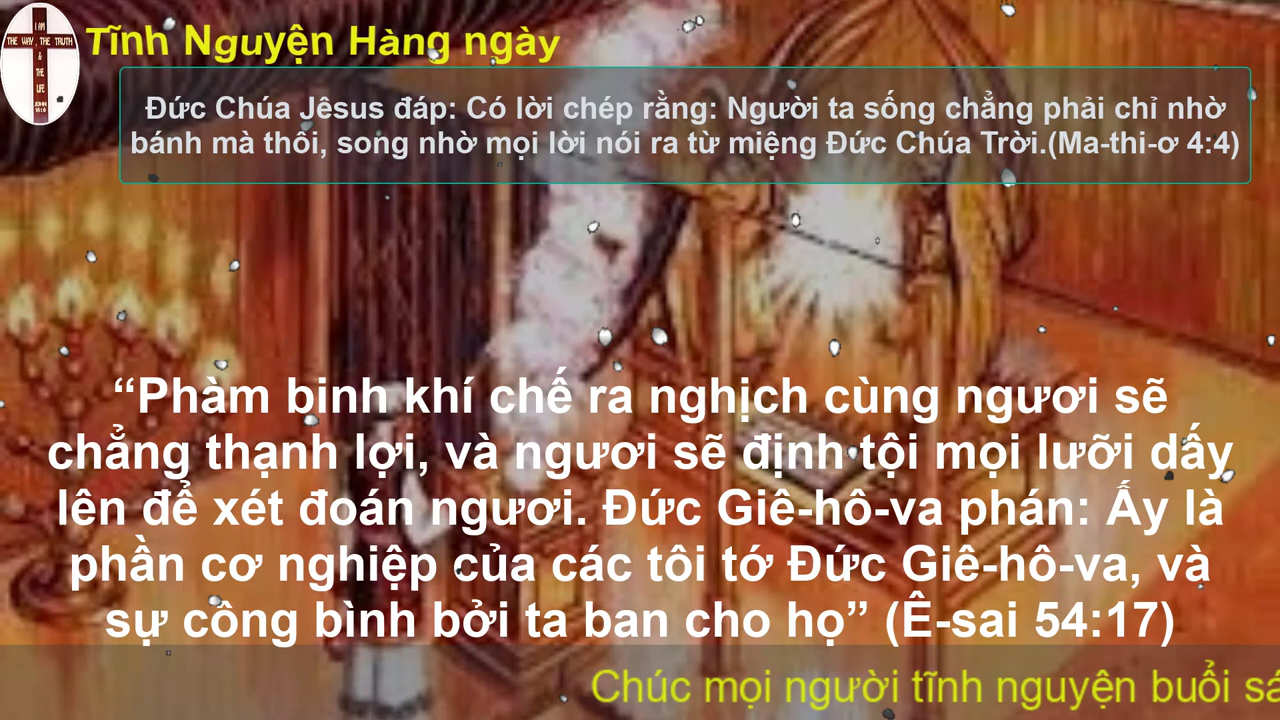 I AM
THE WAY, THE TRUTH
&
THE
LIFE
JOHN
Tĩnh Nguyện Hàng ngày
Đức Chúa Jêsus đáp: Có lời chép rằng: Người ta sống chẳng phải chỉ nhờ
bánh mà thôi, song nhờ mọi lời nói ra từ miệng Đức Chúa Trời.(Ma-thi-ơ 4:4)
“Phàm binh khí chế ra nghịch cùng ngươi sẽ
chẳng thạnh lợi, và ngươi sẽ định tội mọi lưỡi dấy
lên để xét đoán ngươi. Đức Giê-hô-va phán: Ấy là
phần cơ nghiệp của các tôi tớ Đức Giê-hô-va, và
sự công bình bởi ta ban cho họ” (Ê-sai 54:17)
Chúc mọi người tĩnh nguyện buổi sá